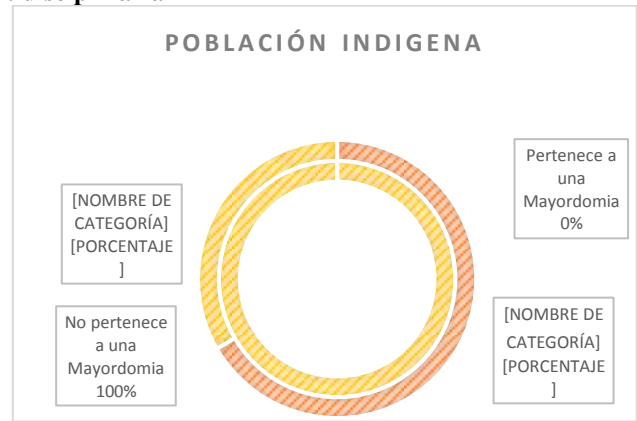 POBLACIÓN INDIGENA
Pertenece a
una
Mayordomia
0%
[NOMBRE DE
CATEGORÍA]
[PORCENTAJE
]
No pertenece
a una
Mayordomia
100%
[NOMBRE DE
CATEGORÍA]
[PORCENTAJE
]